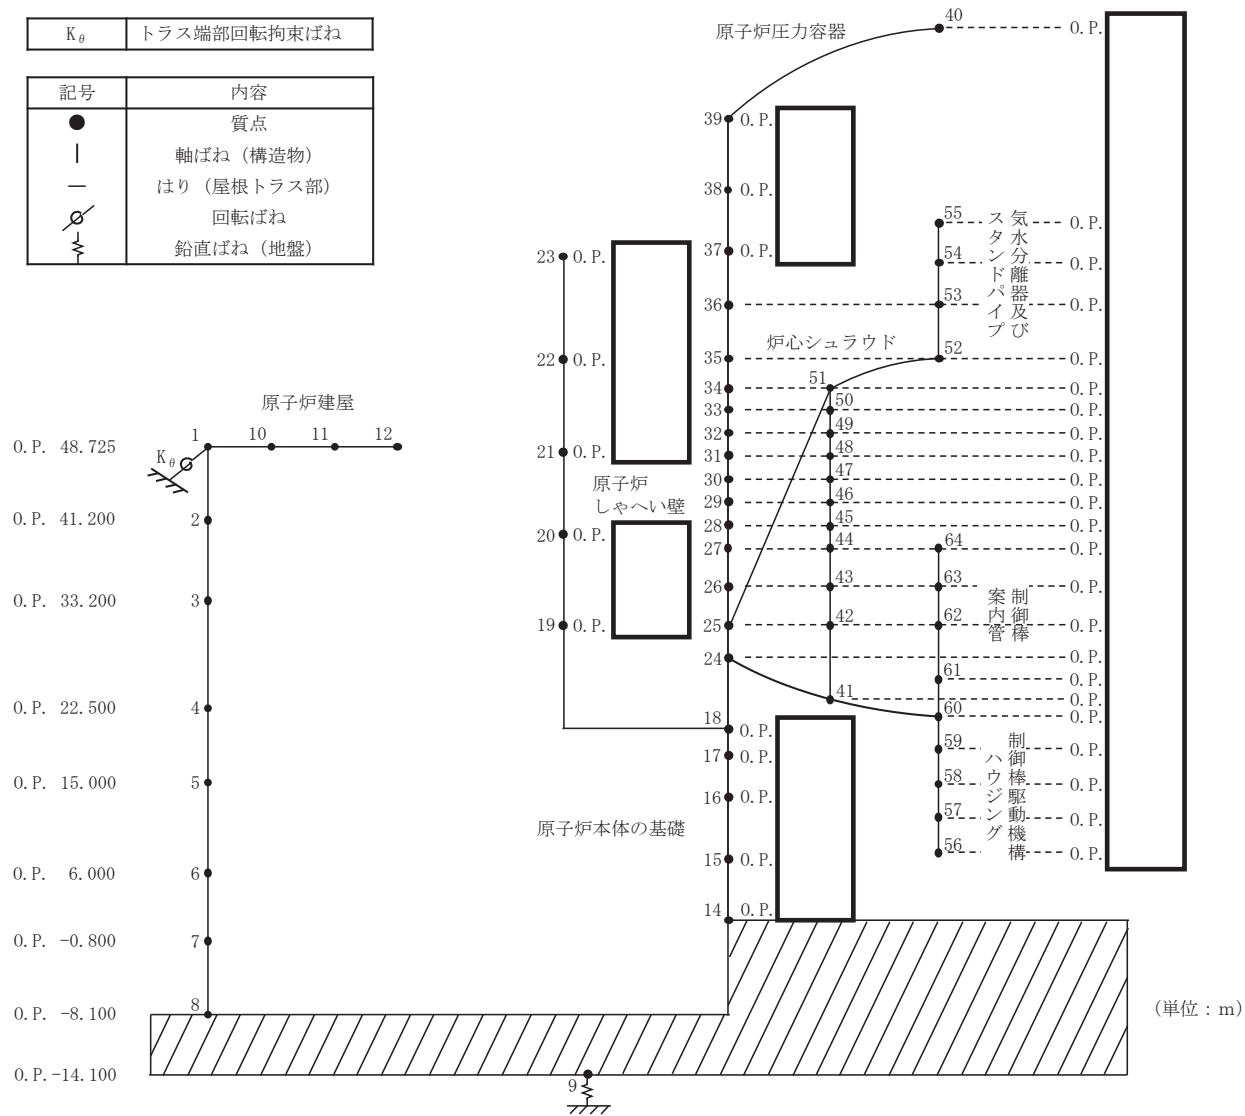 Kθ トラス端部回転拘束ばね
記号 内容
質点
軸ばね（構造物）
はり（屋根トラス部）
回転ばね
鉛直ばね（地盤）
原子炉建屋
O.P. 48.725
1
10
11
12
Kθ
O.P. 41.200
2
O.P. 33.200
3
O.P. 22.500
4
O.P. 15.000
5
O.P. 6.000
6
O.P. -0.800
7
O.P. -8.100
8
O.P.-14.100
9
23 O.P.
22 O.P.
21 O.P.
原子炉
しゃへい壁
20 O.P.
19 O.P.
原子炉圧力容器
40 O.P.
39 O.P.
38 O.P.
37 O.P.
36 O.P.
35 O.P.
34 O.P.
33 O.P.
32 O.P.
31 O.P.
30 O.P.
29 O.P.
28 O.P.
27 O.P.
26 O.P.
25 O.P.
24 O.P.
気水分離器及び
スタンドパイプ
55 O.P.
54 O.P.
53
52
炉心シュラウド
51
50
49
48
47
46
45
44
43
42
41 O.P.
制御棒
案内管
64
63
62
61 O.P.
60 O.P.
制御棒駆動機構
ハウジング
59 O.P.
58 O.P.
57 O.P.
56 O.P.
原子炉本体の基礎
18 O.P.
17 O.P.
16 O.P.
15 O.P.
14 O.P.
（単位：m）